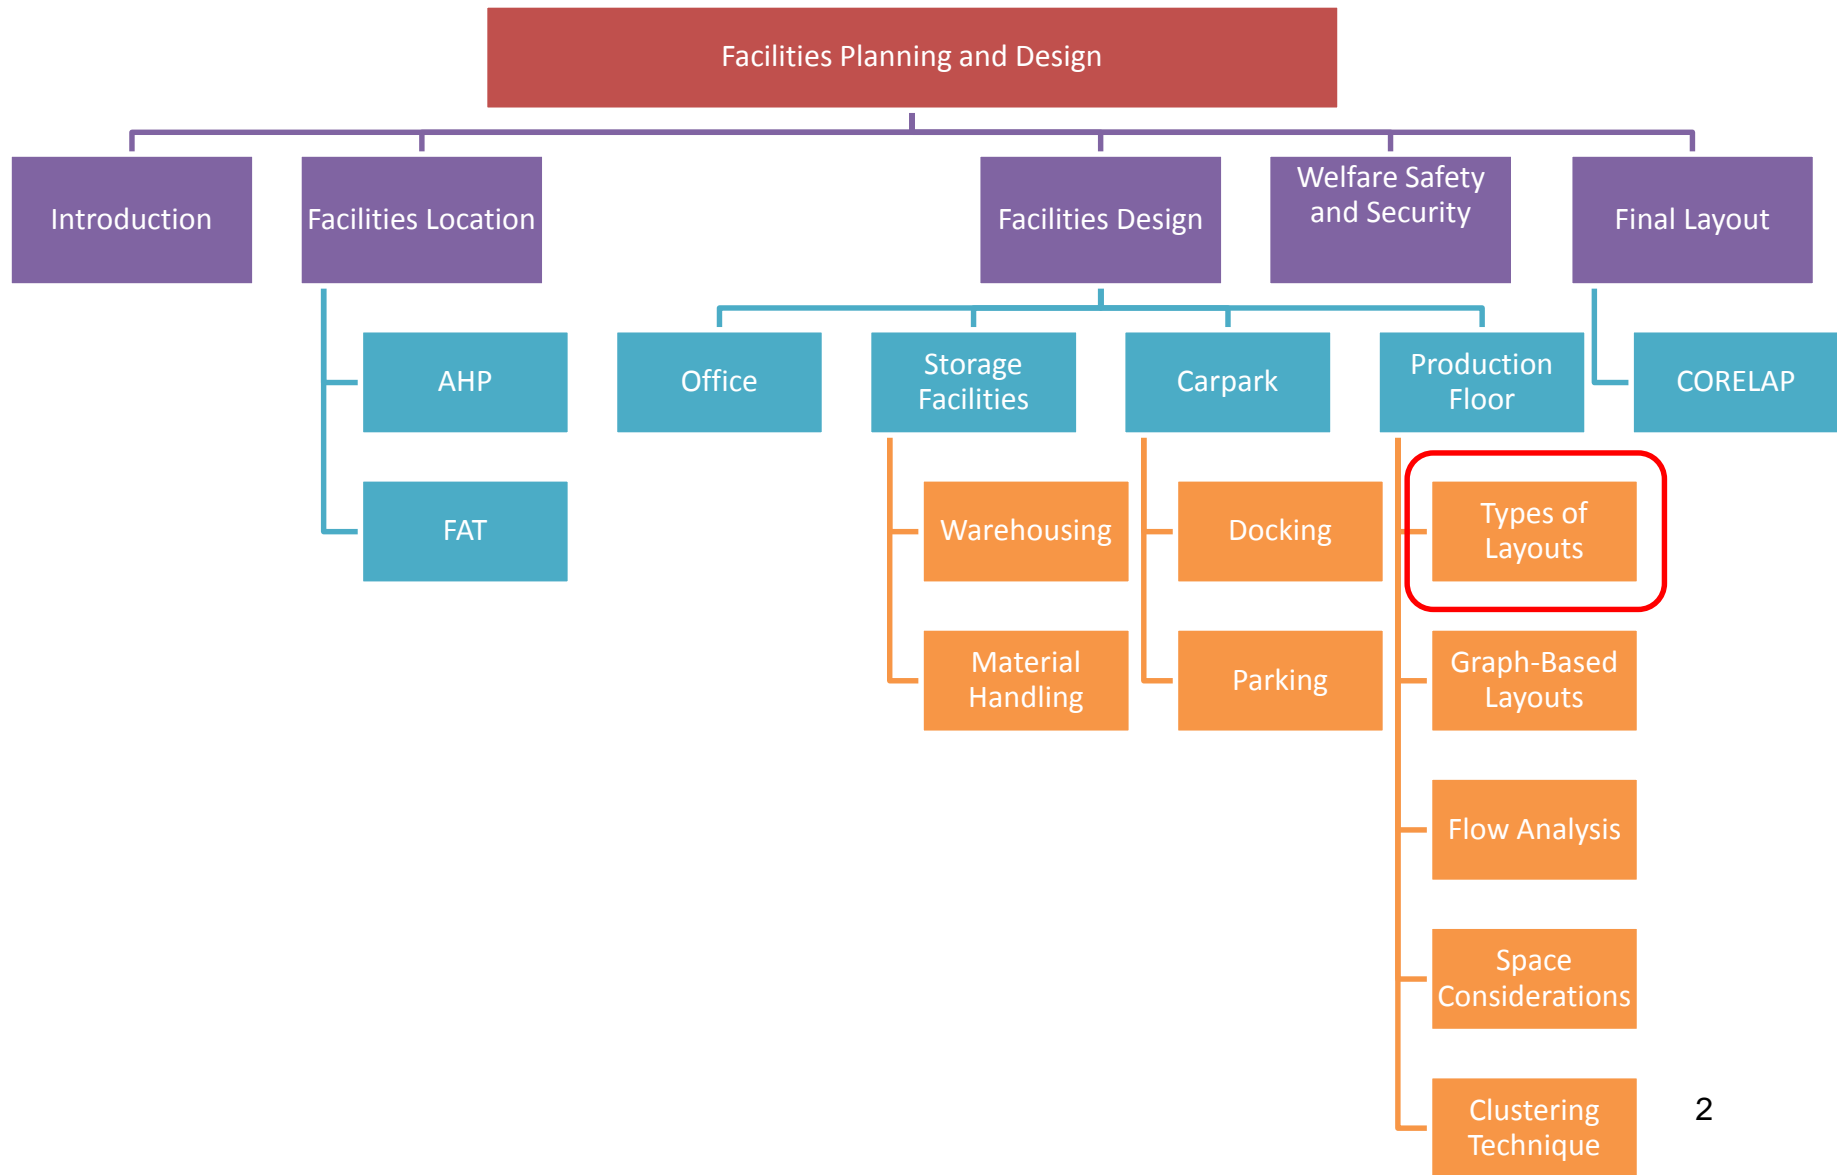 Facilities Planning and Design
Introduction
Facilities Location
Facilities Design
Welfare Safety
and Security
Final Layout
AHP
FAT
Office
Storage
Facilities
Warehousing
Material
Handling
Carpark
Docking
Parking
Production
Floor
Types of
Layouts
Graph-Based
Layouts
Flow Analysis
Space
Considerations
Clustering
Technique
CORELAP
2